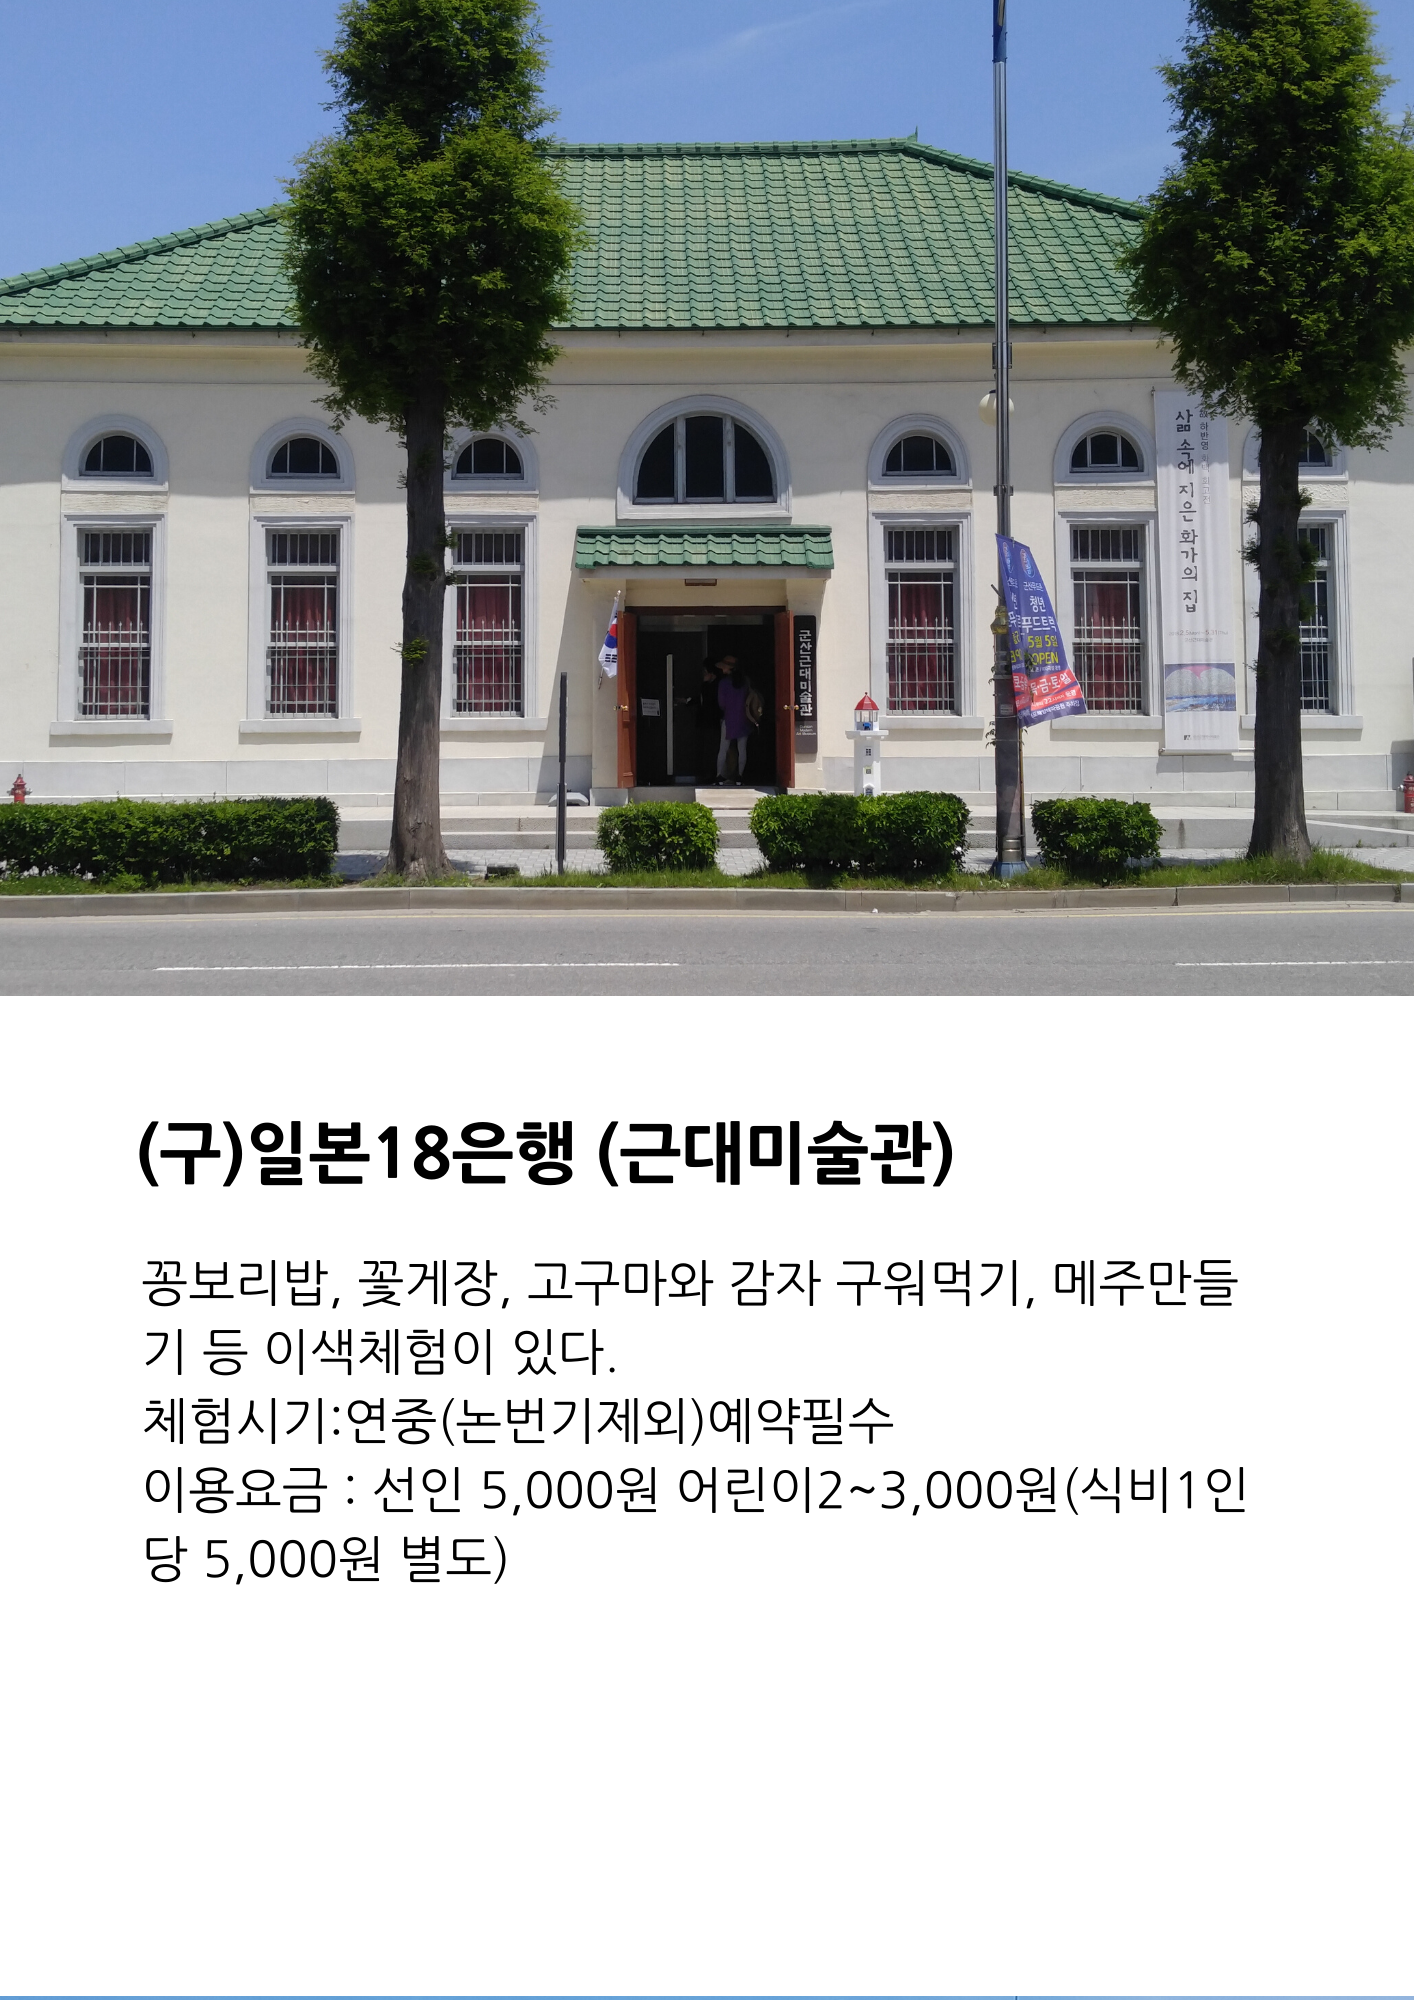 삶 속에 지은 화가의 집
故 하반영
군산근대미술관
청년
푸드트럭
5월 5일
OPEN
(구)일본18은행 (근대미술관)
꽁보리밥, 꽃게장, 고구마와 감자 구워먹기, 메주만들
기 등 이색체험이 있다.
체험시기:연중(논번기제외)예약필수
이용요금 : 선인 5,000원 어린이2~3,000원(식비1인
당 5,000원 별도)